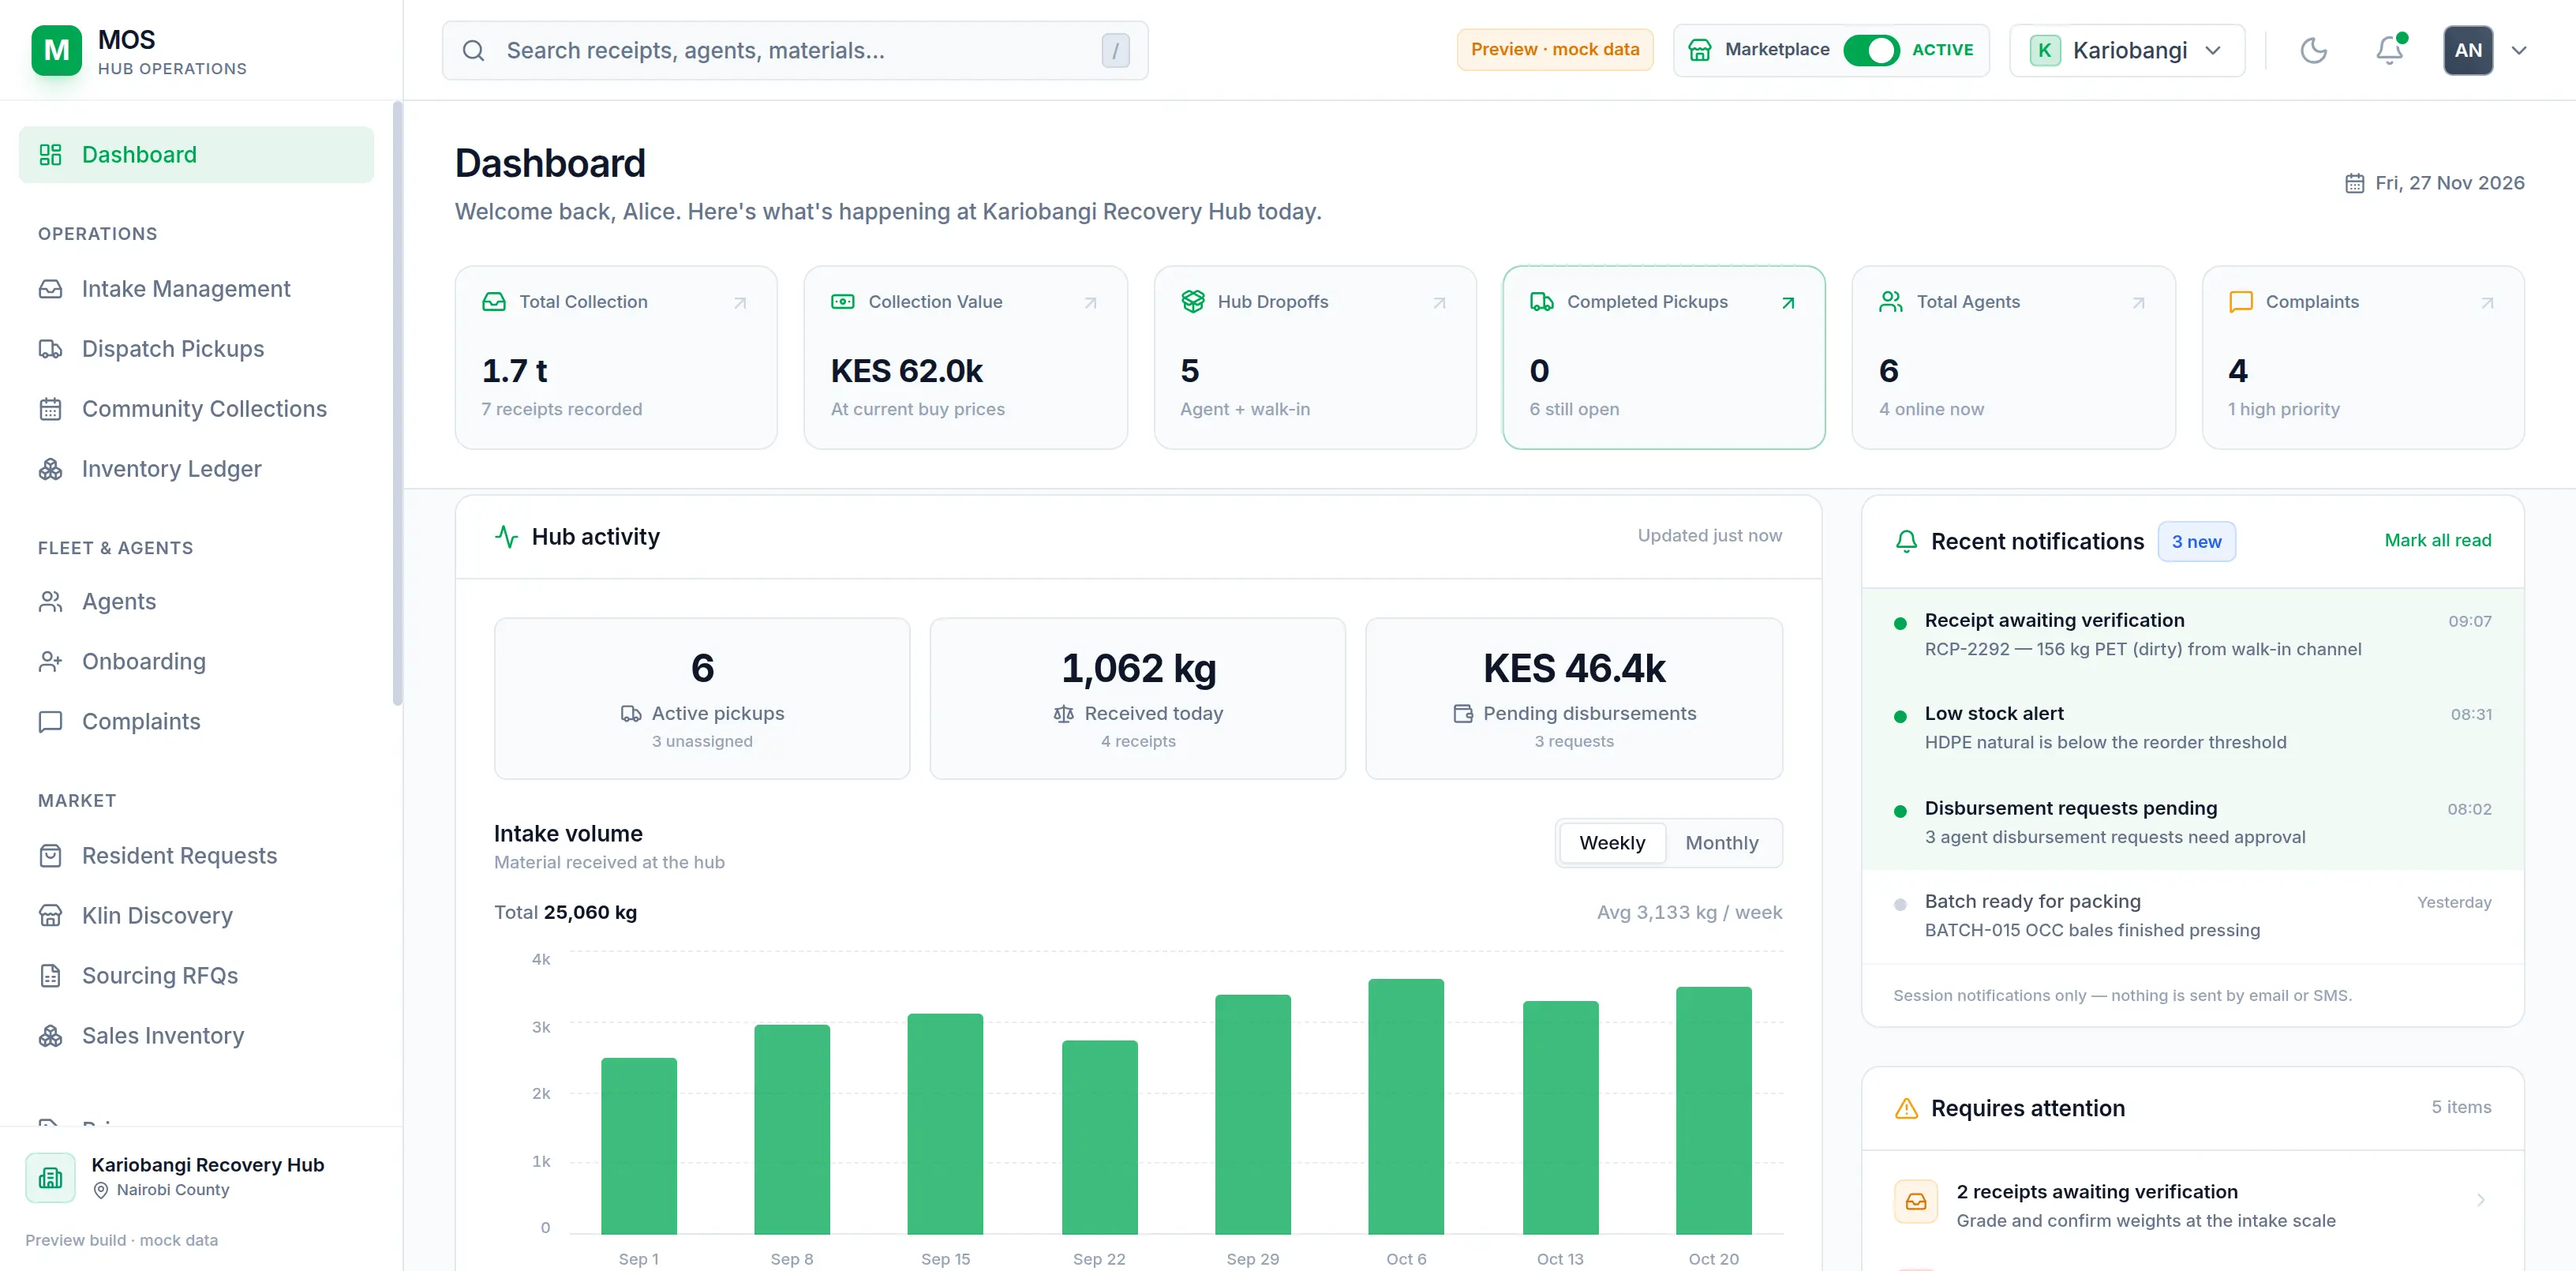 M
MOS
HUB OPERATIONS
Search receipts, agents, materials...
/
Preview · mock data
Marketplace
ACTIVE
K
Kariobangi
AN
Dashboard
OPERATIONS
Intake Management
Dispatch Pickups
Community Collections
Inventory Ledger
FLEET & AGENTS
Agents
Onboarding
Complaints
MARKET
Resident Requests
Klin Discovery
Sourcing RFQs
Sales Inventory
Kariobangi Recovery Hub
Nairobi County
Preview build · mock data
Dashboard
Welcome back, Alice. Here's what's happening at Kariobangi Recovery Hub today.
Fri, 27 Nov 2026
Total Collection
1.7 t
7 receipts recorded
Collection Value
KES 62.0k
At current buy prices
Hub Dropoffs
5
Agent + walk-in
Completed Pickups
0
6 still open
Total Agents
6
4 online now
Complaints
4
1 high priority
Hub activity
Updated just now
6
Active pickups
3 unassigned
1,062 kg
Received today
4 receipts
KES 46.4k
Pending disbursements
3 requests
Intake volume
Material received at the hub
Weekly
Monthly
Total 25,060 kg
Avg 3,133 kg / week
4k
3k
2k
1k
0
Sep 1
Sep 8
Sep 15
Sep 22
Sep 29
Oct 6
Oct 13
Oct 20
Recent notifications
3 new
Mark all read
Receipt awaiting verification
09:07
RCP-2292 — 156 kg PET (dirty) from walk-in channel
Low stock alert
08:31
HDPE natural is below the reorder threshold
Disbursement requests pending
08:02
3 agent disbursement requests need approval
Batch ready for packing
Yesterday
BATCH-015 OCC bales finished pressing
Session notifications only — nothing is sent by email or SMS.
Requires attention
5 items
2 receipts awaiting verification
Grade and confirm weights at the intake scale